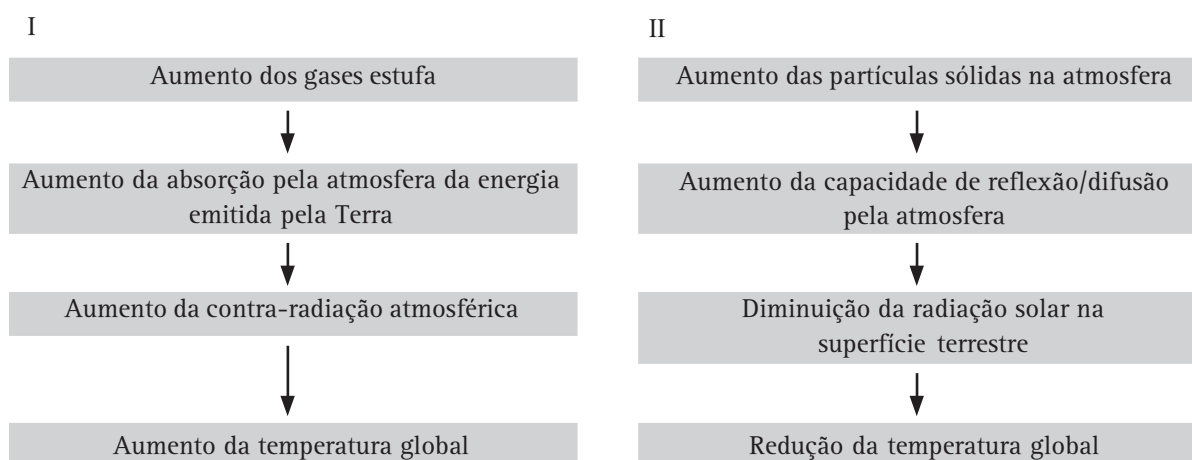 I
Aumento dos gases estufa
Aumento da absorção pela atmosfera da energia
emitida pela Terra
Aumento da contra-radiação atmosférica
Aumento da temperatura global
II
Aumento das partículas sólidas na atmosfera
Aumento da capacidade de reflexão/difusão
pela atmosfera
Diminuição da radiação solar na
superfície terrestre
Redução da temperatura global